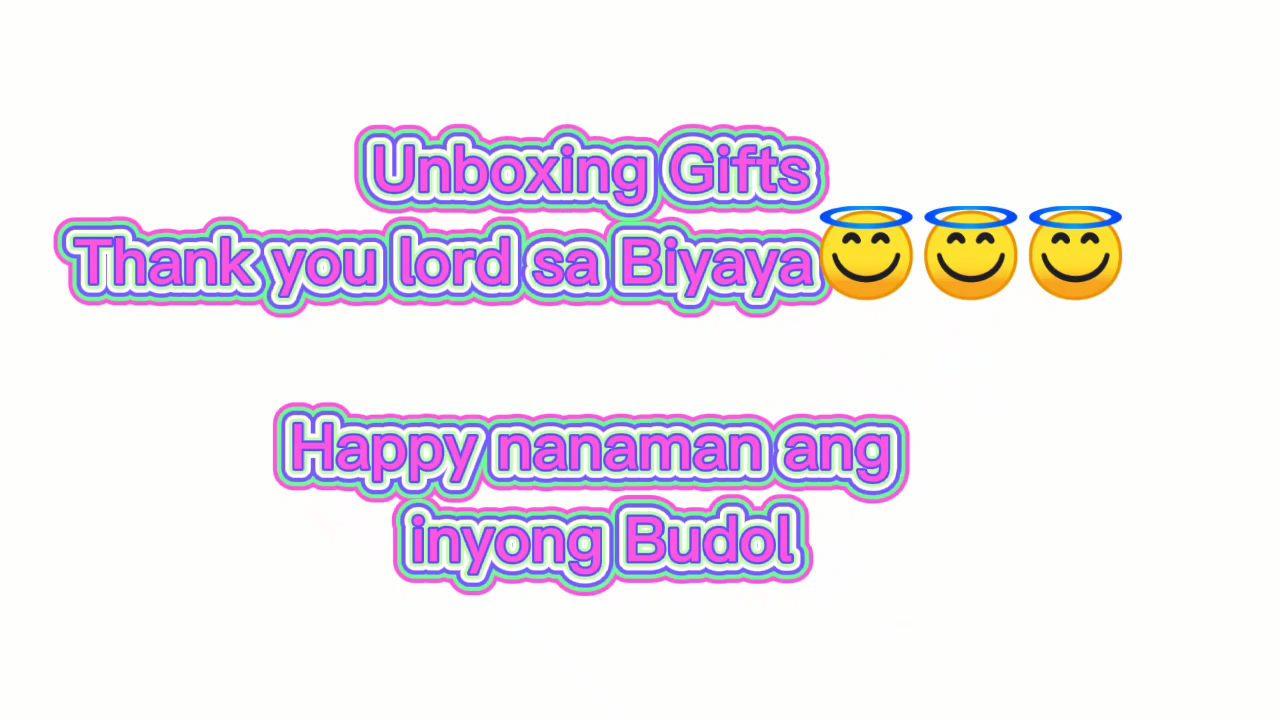 Unboxing Gifts
Thank you lord sa Biyaya😇😇😇
Happy nanaman ang
inyong Budol